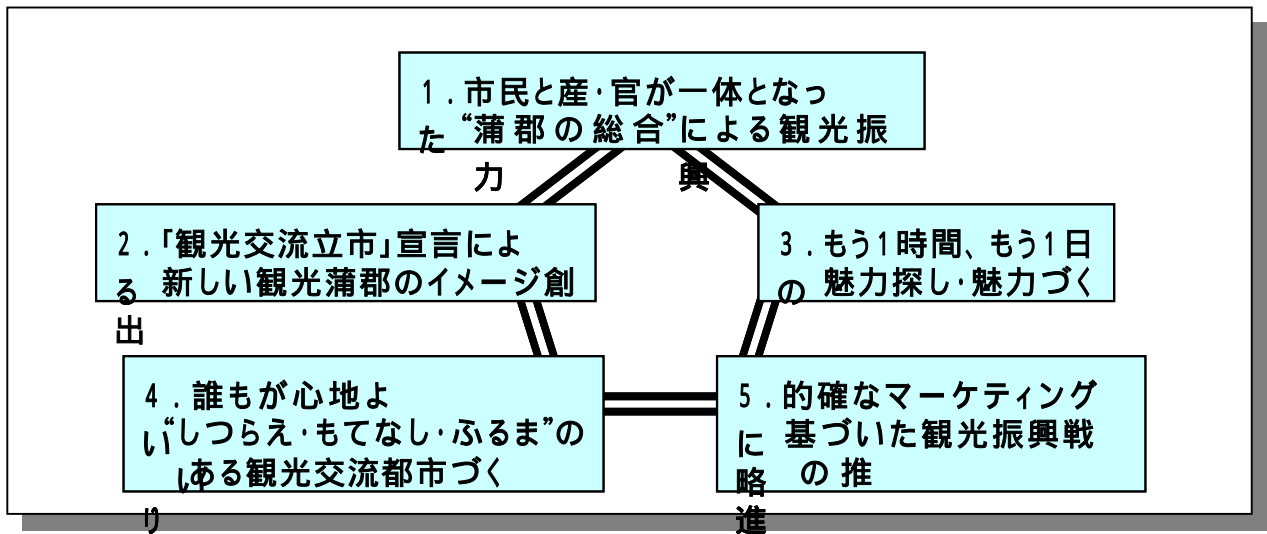 1.市民と産・官が一体となった
“蒲郡の総合力”による観光振興
2.「観光交流立市」宣言による
新しい観光蒲郡のイメージ創出
3.もう1時間、もう1日の
魅力探し・魅力づく
4.誰もが心地よい
“しつらえ・もてなし・ふるまい”の
ある観光交流都市づくり
5.的確なマーケティングに
基づいた観光振興戦略
の推進